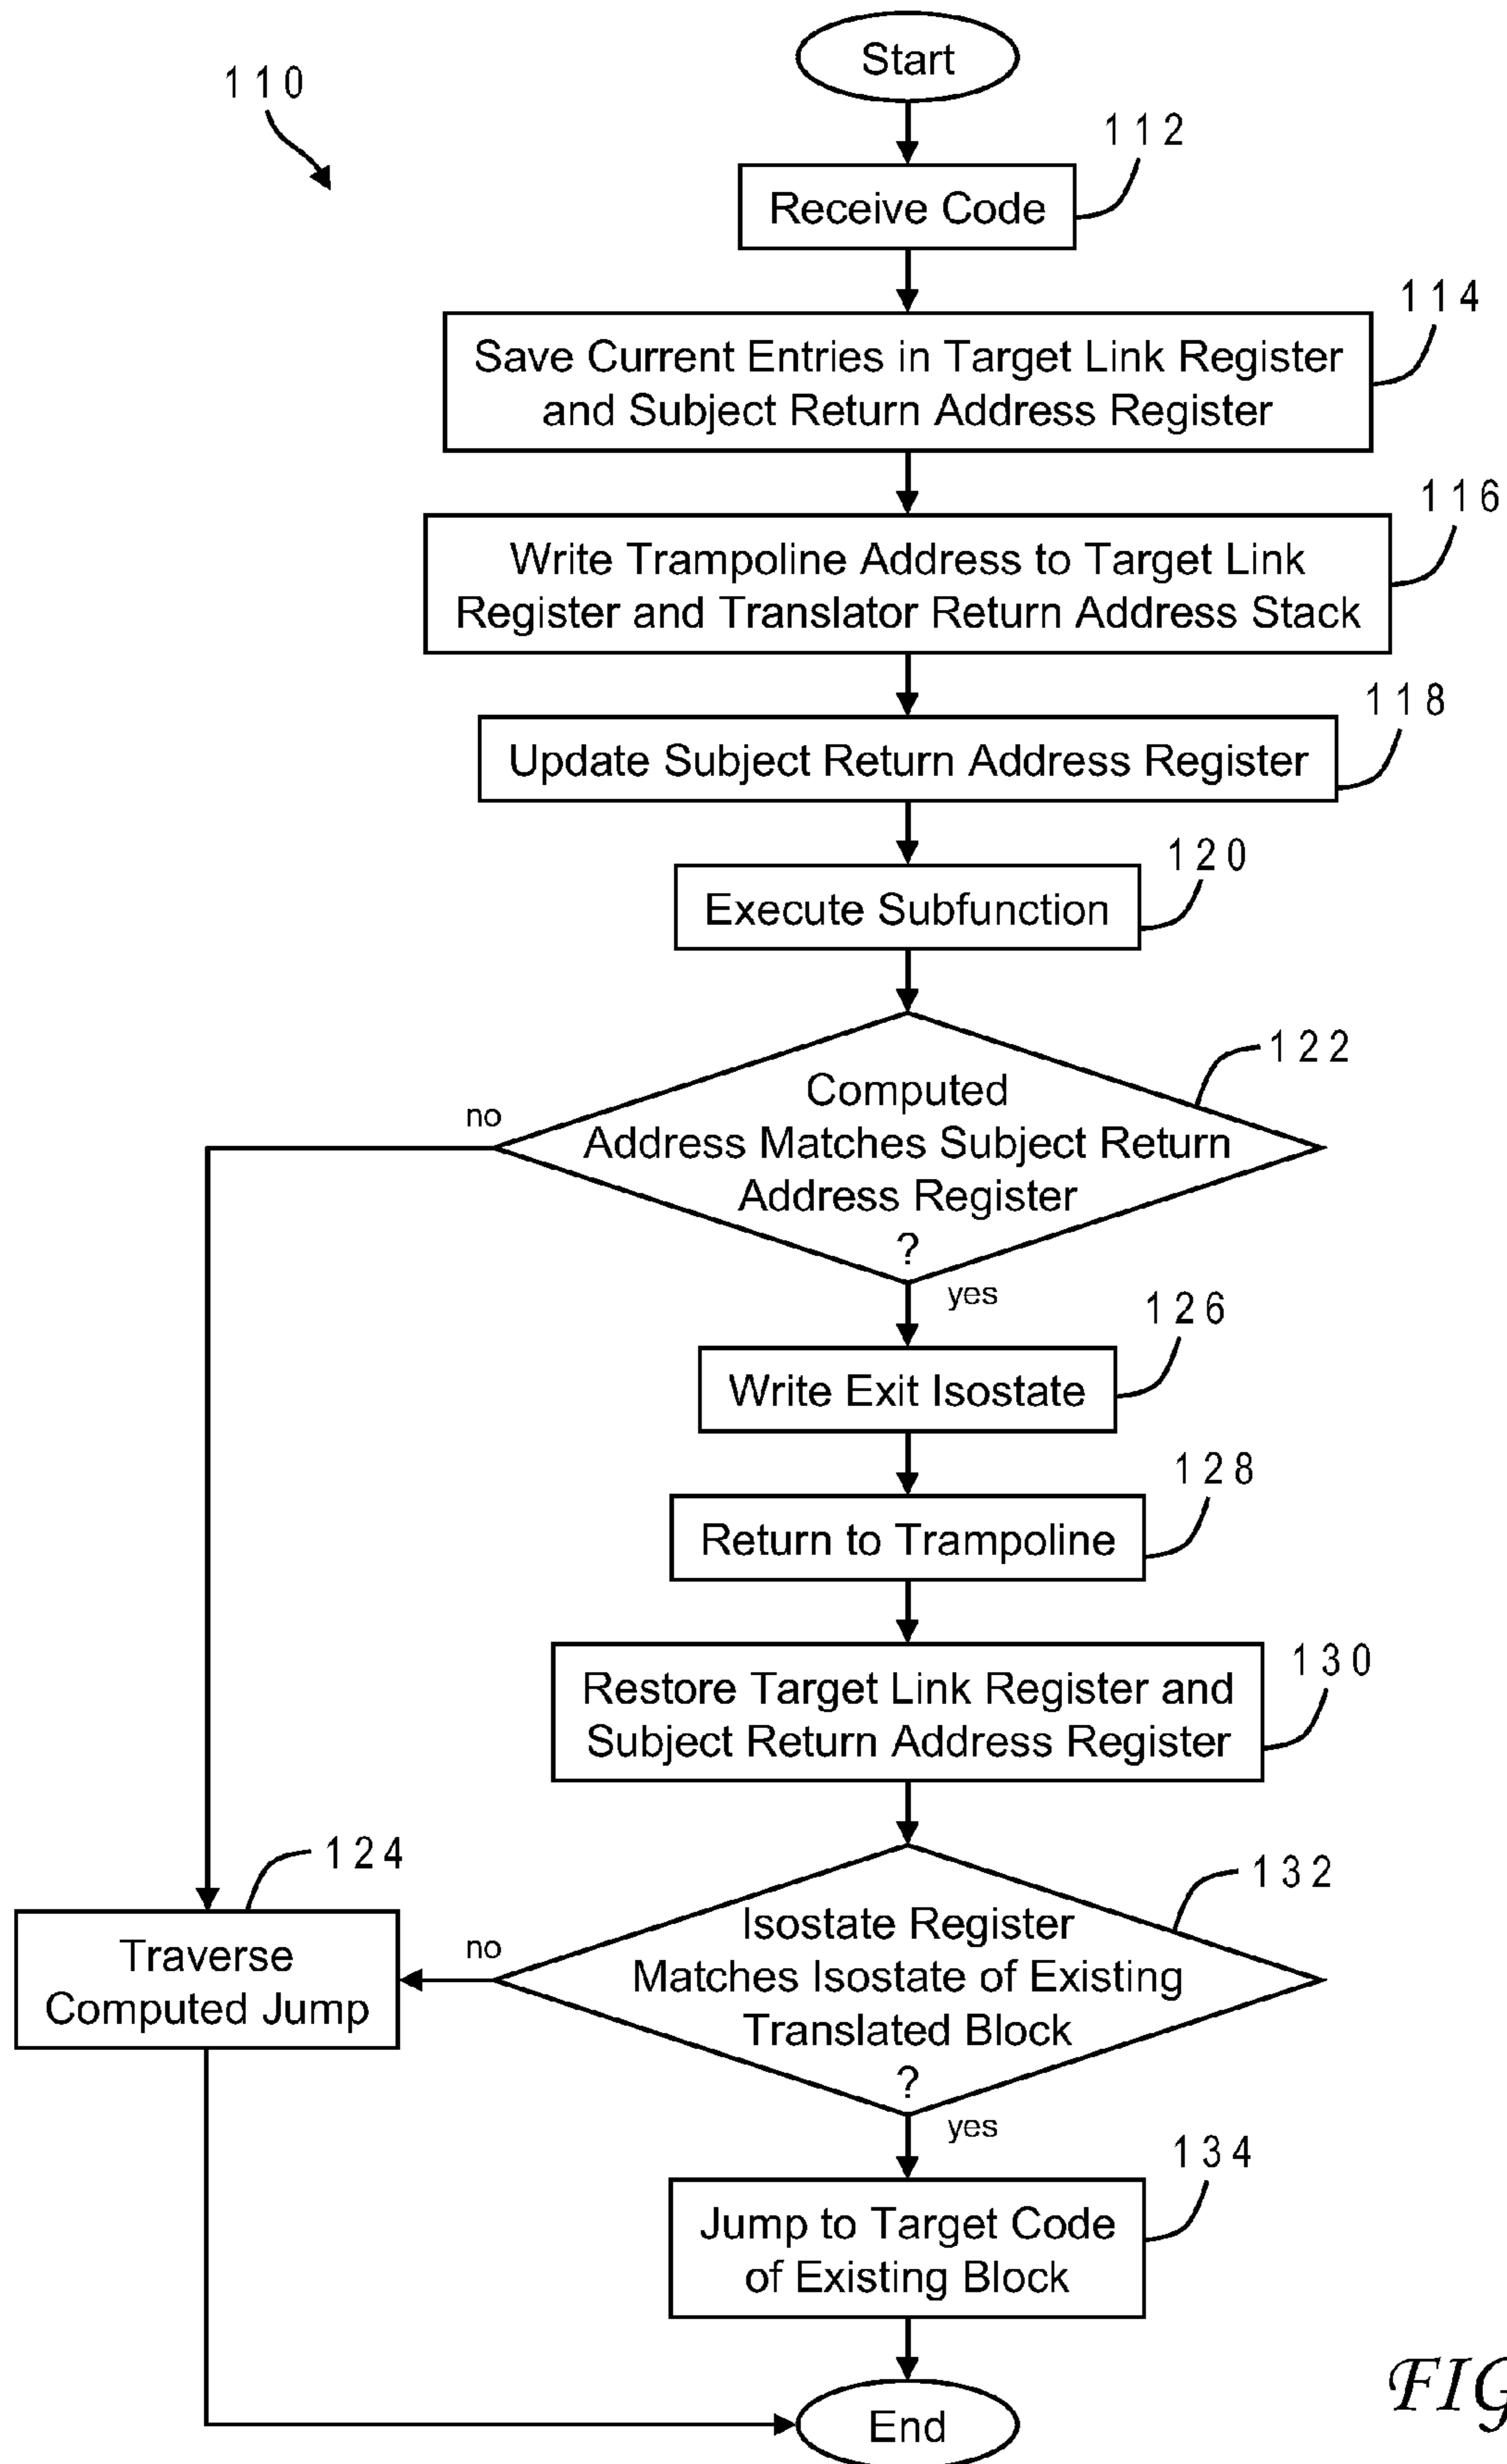 Start
110
112
Receive Code
114
Save Current Entries in Target Link Register
and Subject Return Address Register
116
Write Trampoline Address to Target Link
Register and Translator Return Address Stack
118
Update Subject Return Address Register
120
Execute Subfunction
122
Computed
Address Matches Subject Return
Address Register
?
no
yes
126
Write Exit Isostate
128
Return to Trampoline
130
Restore Target Link Register and
Subject Return Address Register
124
Traverse
Computed Jump
132
Isostate Register
Matches Isostate of Existing
Translated Block
?
no
yes
134
Jump to Target Code
of Existing Block
End
FIG